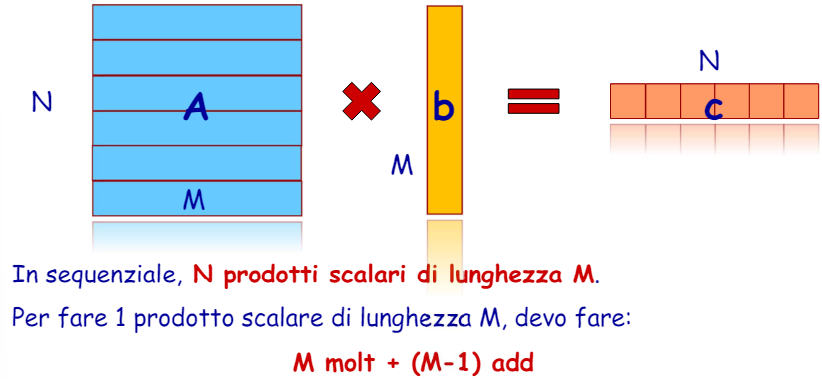 N
A
M
M
b
N
c
In sequenziale, N prodotti scalari di lunghezza M.
Per fare 1 prodotto scalare di lunghezza M, devo fare:
M molt + (M-1) add